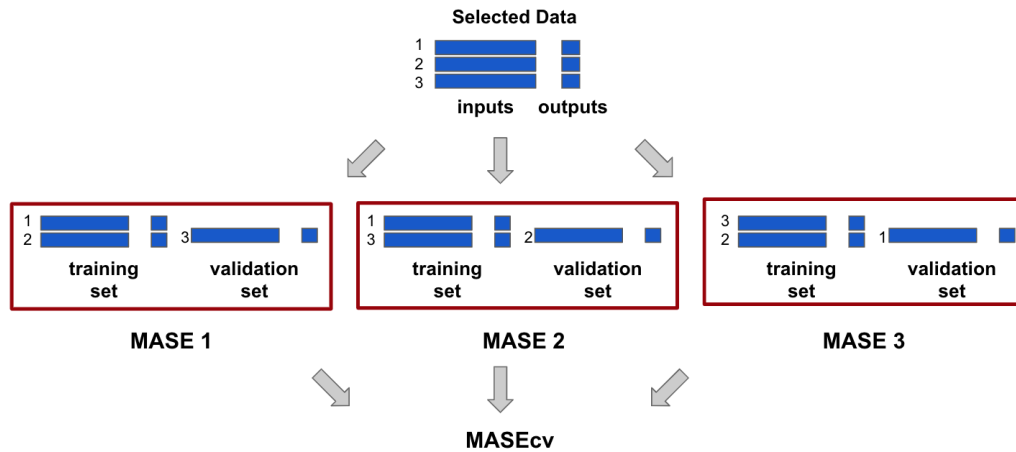 Selected Data
1
2
3
inputs outputs
1
2
3
training
set
validation
set
1
3
2
training
set
validation
set
3
2
1
training
set
validation
set
MASE 1
MASE 2
MASE 3
MASEcv